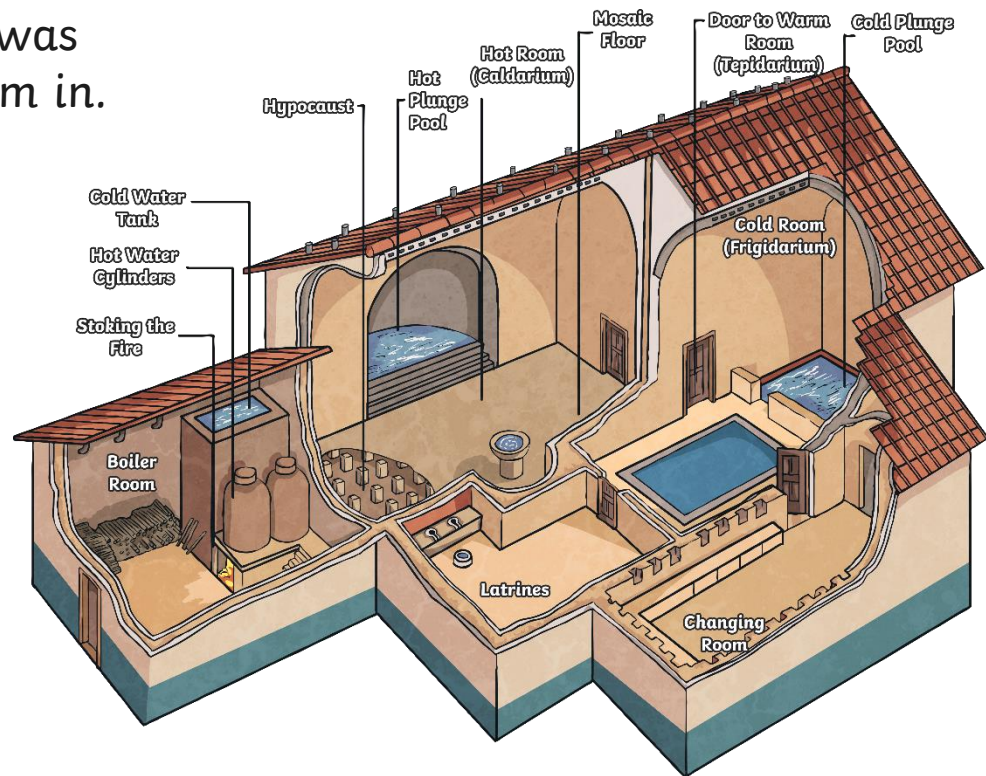 was
m in.
Mosaic
Floor
Door to Warm
Room
(Tepidarium)
Cold Plunge
Pool
Hot Room
(Caldarium)
Hot
Plunge
Pool
Hypocaust
Cold Water
Tank
Hot Water
Cylinders
Stoking the
Fire
Cold Room
(Frigidarium)
Boiler
Room
Latrines
Changing
Room